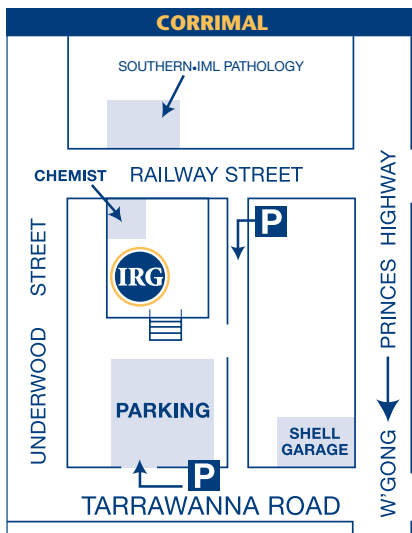 CORRIMAL
SOUTHERN•IML PATHOLOGY
CHEMIST
RAILWAY STREET
P
IRG
UNDERWOOD STREET
PRINCES HIGHWAY
PARKING
SHELL
GARAGE
W'GONG
P
TARRAWANNA ROAD